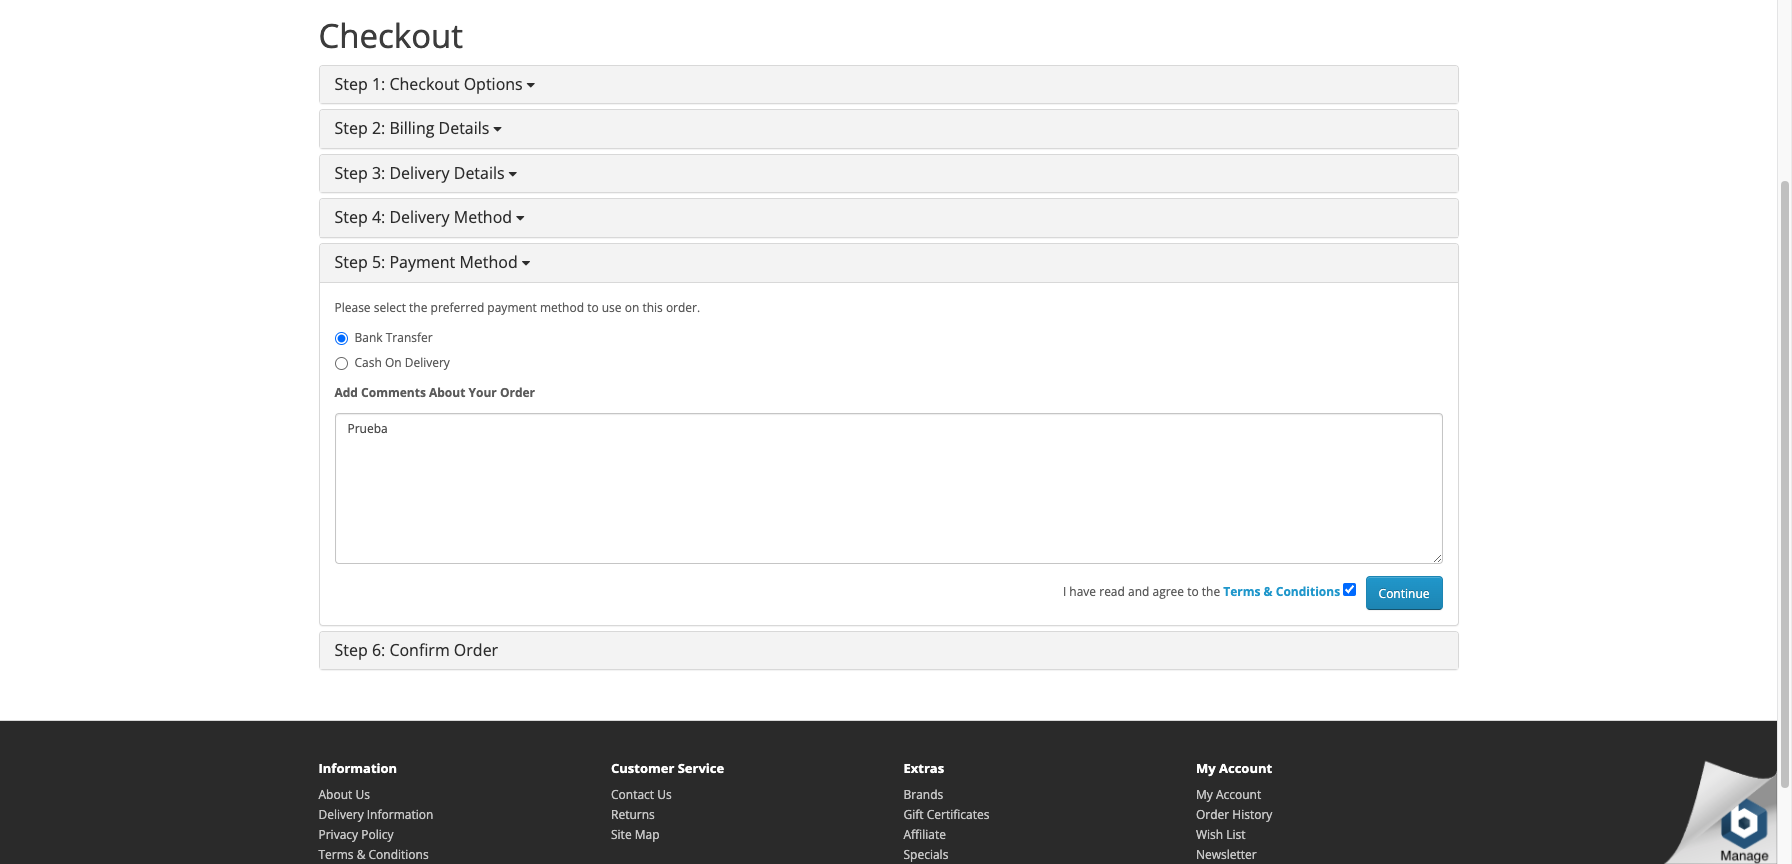 Checkout
Step 1: Checkout Options
Step 2: Billing Details
Step 3: Delivery Details
Step 4: Delivery Method
Step 5: Payment Method
Please select the preferred payment method to use on this order.
Bank Transfer
Cash On Delivery
Add Comments About Your Order
Prueba
I have read and agree to the Terms & Conditions
Continue
Step 6: Confirm Order
Information
About Us
Delivery Information
Privacy Policy
Terms & Conditions
Customer Service
Contact Us
Returns
Site Map
Extras
Brands
Gift Certificates
Affiliate
Specials
My Account
My Account
Order History
Wish List
Newsletter
Manage